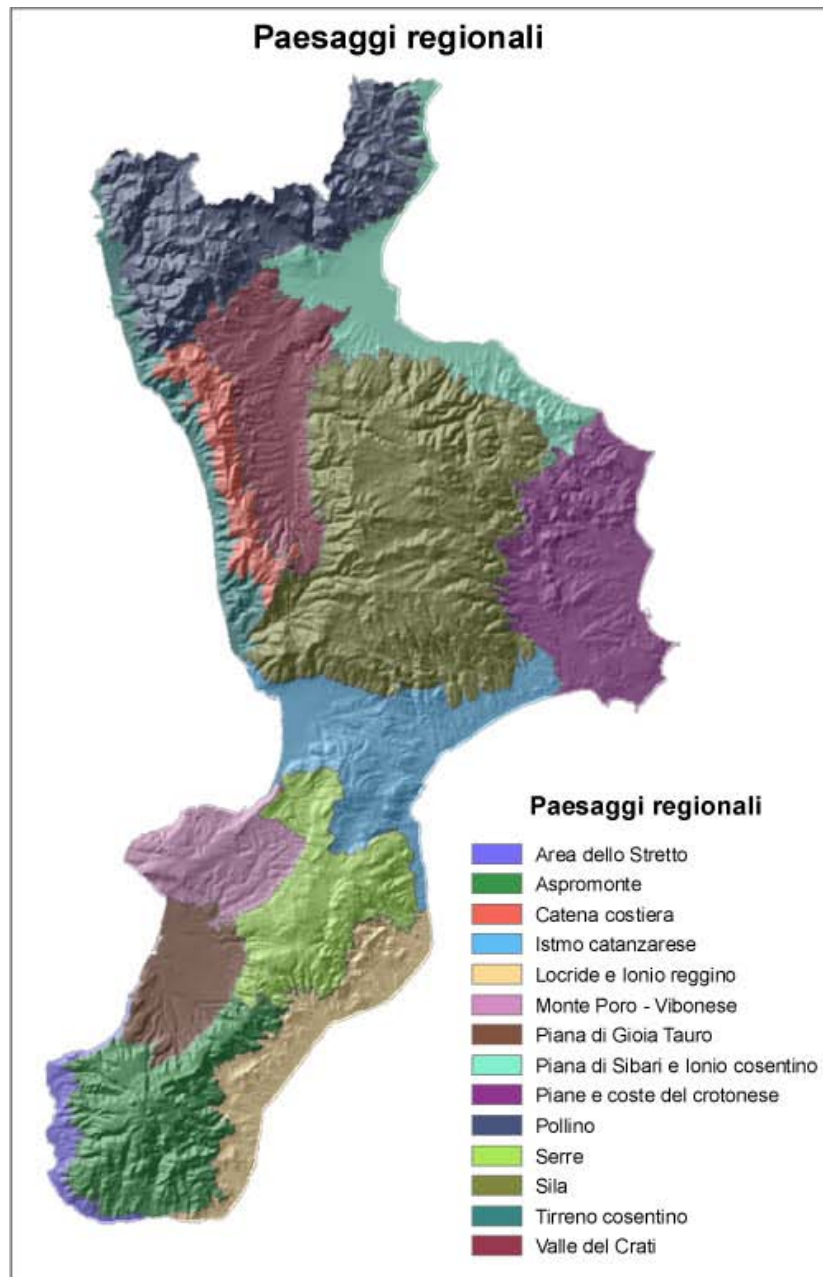 Paesaggi regionali
Paesaggi regionali
Area dello Stretto
Aspromonte
Catena costiera
Istmo catanzarese
Locride e Ionio reggino
Monte Poro - Vibonese
Piana di Gioia Tauro
Piana di Sibari e Ionio cosentino
Piane e coste del crotonese
Pollino
Serre
Sila
Tirreno cosentino
Valle del Crati